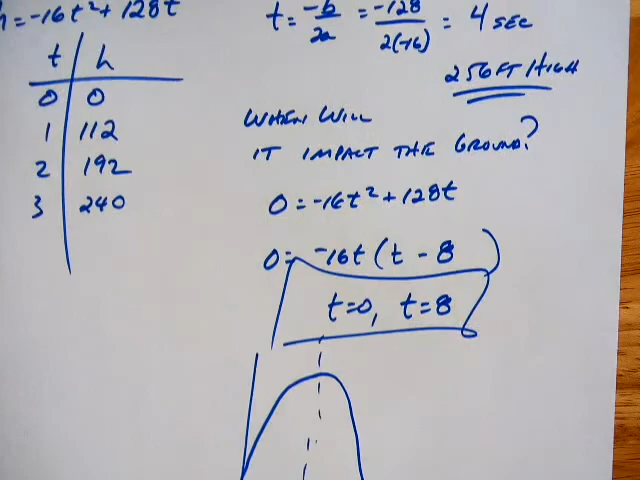 h=-16t²+128t
t = -b/2a = -128/2(-16) = 4 SEC
256 FT HIGH
t h
0 0
1 112
2 192
3 240
WHEN WILL
IT IMPACT THE GROUND?
0 = -16t² + 128t
0 = -16t (t - 8)
t=0, t=8